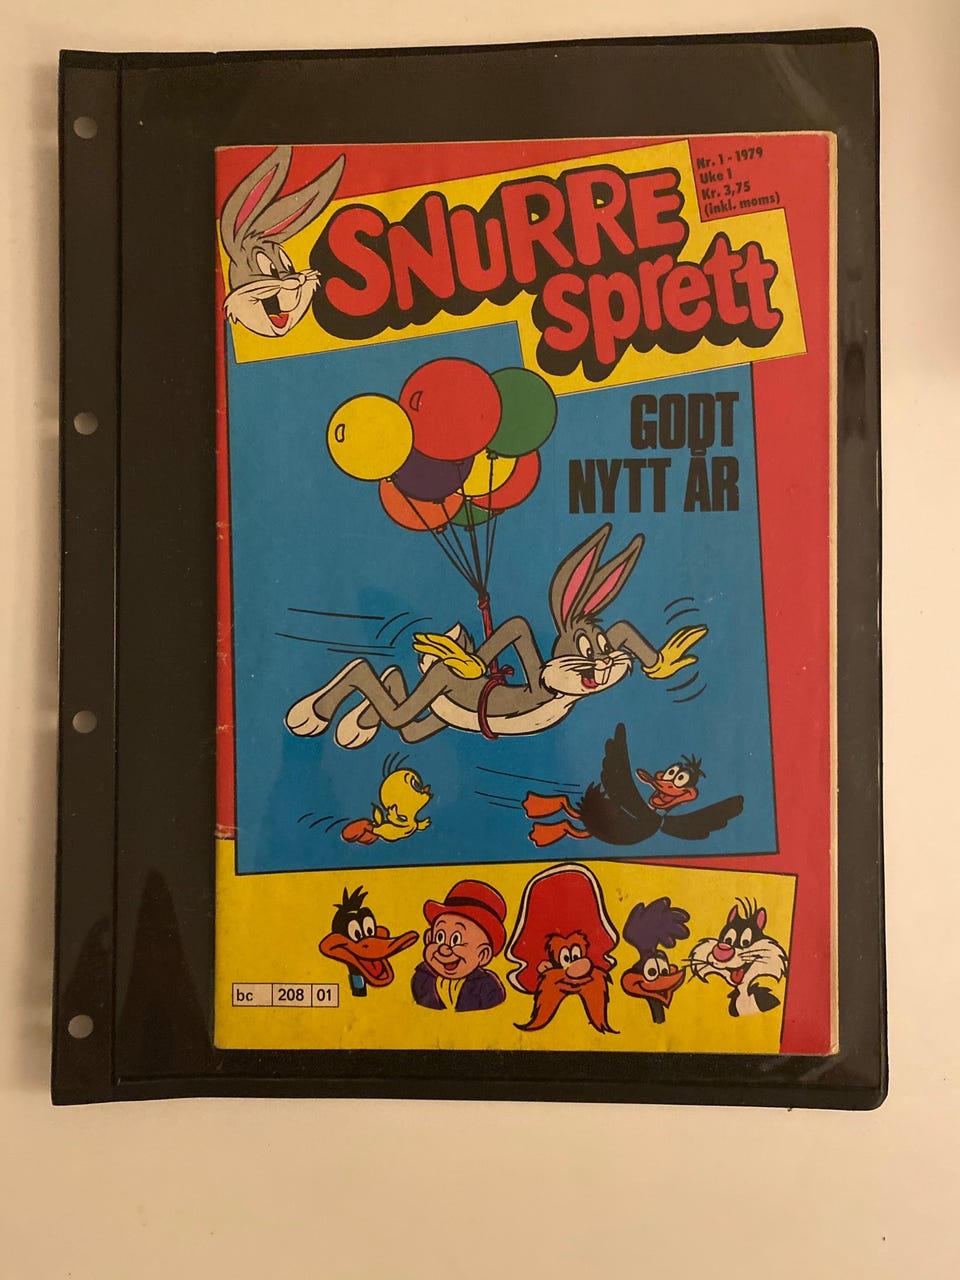 SNURRE
sprett
Nr. 1 - 1979
Uke 1
Kr. 3,75
(inkl. moms)
GODT
NYTT ÅR
bc 208 01